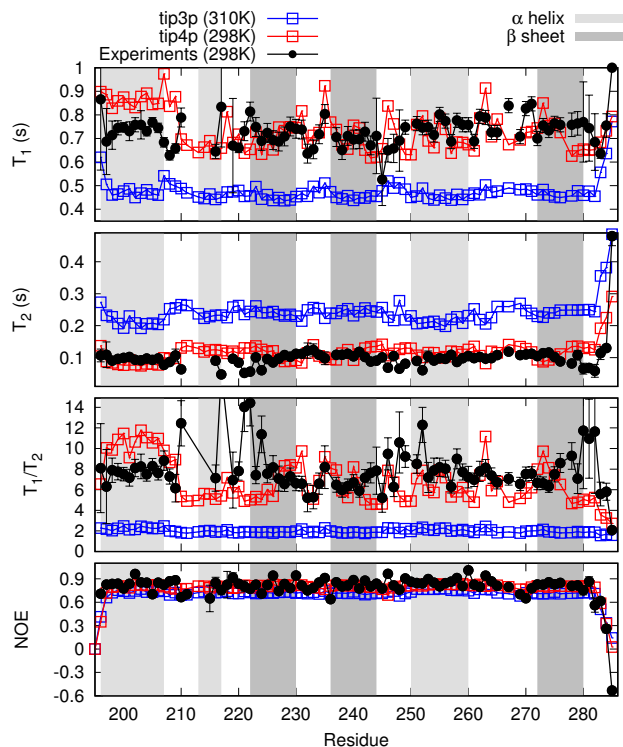 tip3p (310K)
tip4p (298K)
Experiments (298K)
α helix
β sheet
T1 (s)
1
0.9
0.8
0.7
0.6
0.5
0.4
T2 (s)
0.4
0.3
0.2
0.1
T1/T2
14
12
10
8
6
4
2
0
NOE
0.9
0.6
0.3
0
-0.3
-0.6
200 210 220 230 240 250 260 270 280
Residue